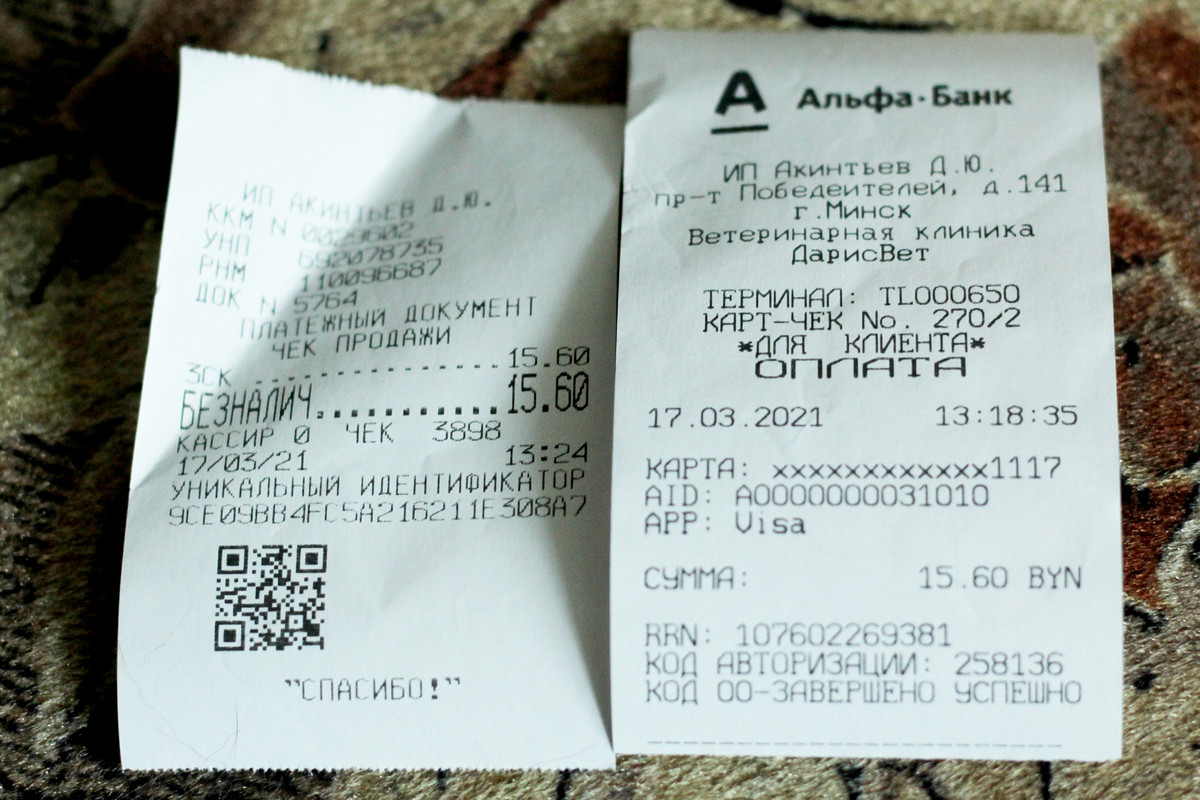 ИП АКИНТЬЕВ Д.Ю.
ККМ N 0029602
УНП 692078735
РНМ 110096687
ДОК N 5764
ПЛАТЕЖНЫЙ ДОКУМЕНТ
ЧЕК ПРОДАЖИ
ЗСК ..................15.60
БЕЗНАЛИЧ............15.60
КАССИР 0 ЧЕК 3898
17/03/21 13:24
УНИКАЛЬНЫЙ ИДЕНТИФИКАТОР
9CE09BB4FC5A216211E308A7
"СПАСИБО!"
А Альфа·Банк
ИП Акинтьев Д.Ю.
пр-т Победеителей, д.141
г.Минск
Ветеринарная клиника
ДарисВет
ТЕРМИНАЛ: TL000650
КАРТ-ЧЕК No. 270/2
*ДЛЯ КЛИЕНТА*
ОПЛАТА
17.03.2021 13:18:35
КАРТА: xxxxxxxxxxxx1117
AID: A0000000031010
APP: Visa
СУММА: 15.60 BYN
RRN: 107602269381
КОД АВТОРИЗАЦИИ: 258136
КОД 00-ЗАВЕРШЕНО УСПЕШНО